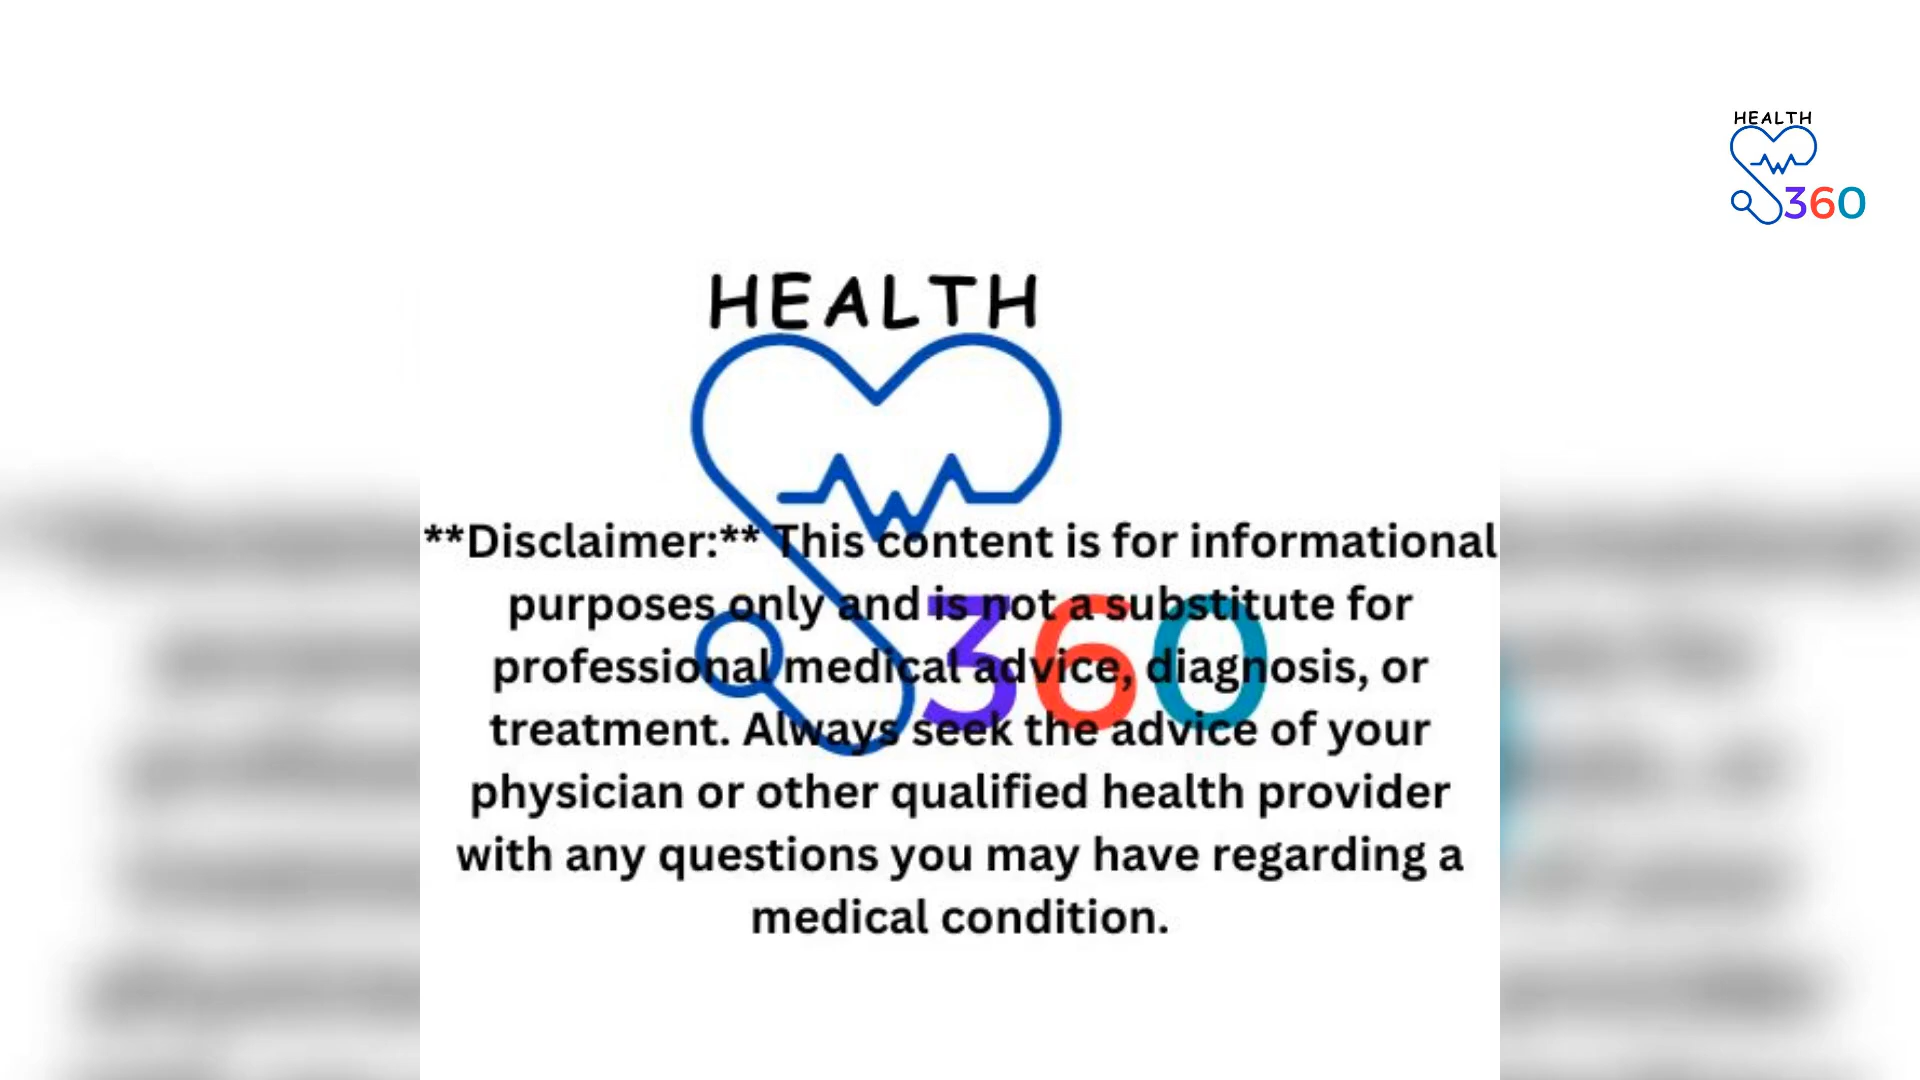 HEALTH
360
HEALTH
360
**Disclaimer:** This content is for informational
purposes only and is not a substitute for
professional medical advice, diagnosis, or
treatment. Always seek the advice of your
physician or other qualified health provider
with any questions you may have regarding a
medical condition.